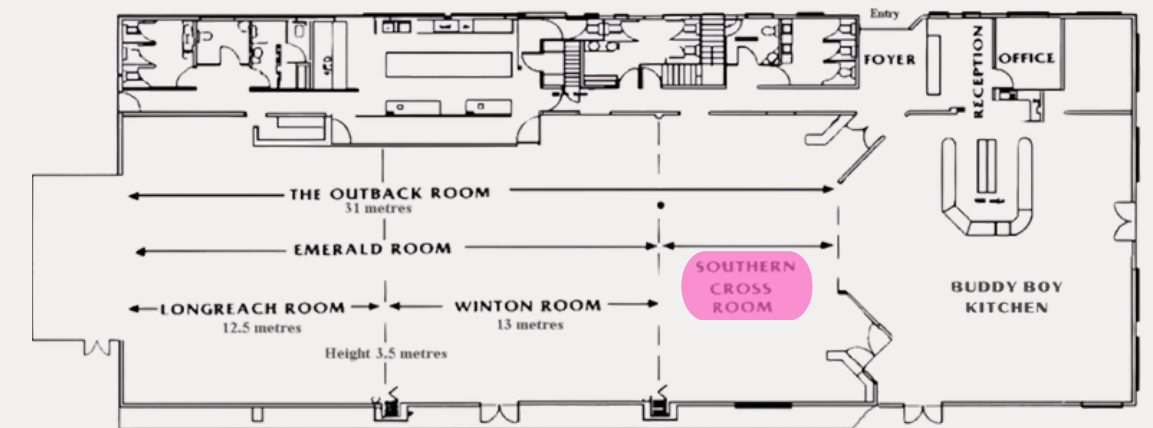 Entry
FOYER
RECEPTION
OFFICE
THE OUTBACK ROOM
31 metres
EMERALD ROOM
SOUTHERN
CROSS
ROOM
LONGREACH ROOM
12.5 metres
WINTON ROOM
13 metres
BUDDY BOY
KITCHEN
Height 3.5 metres